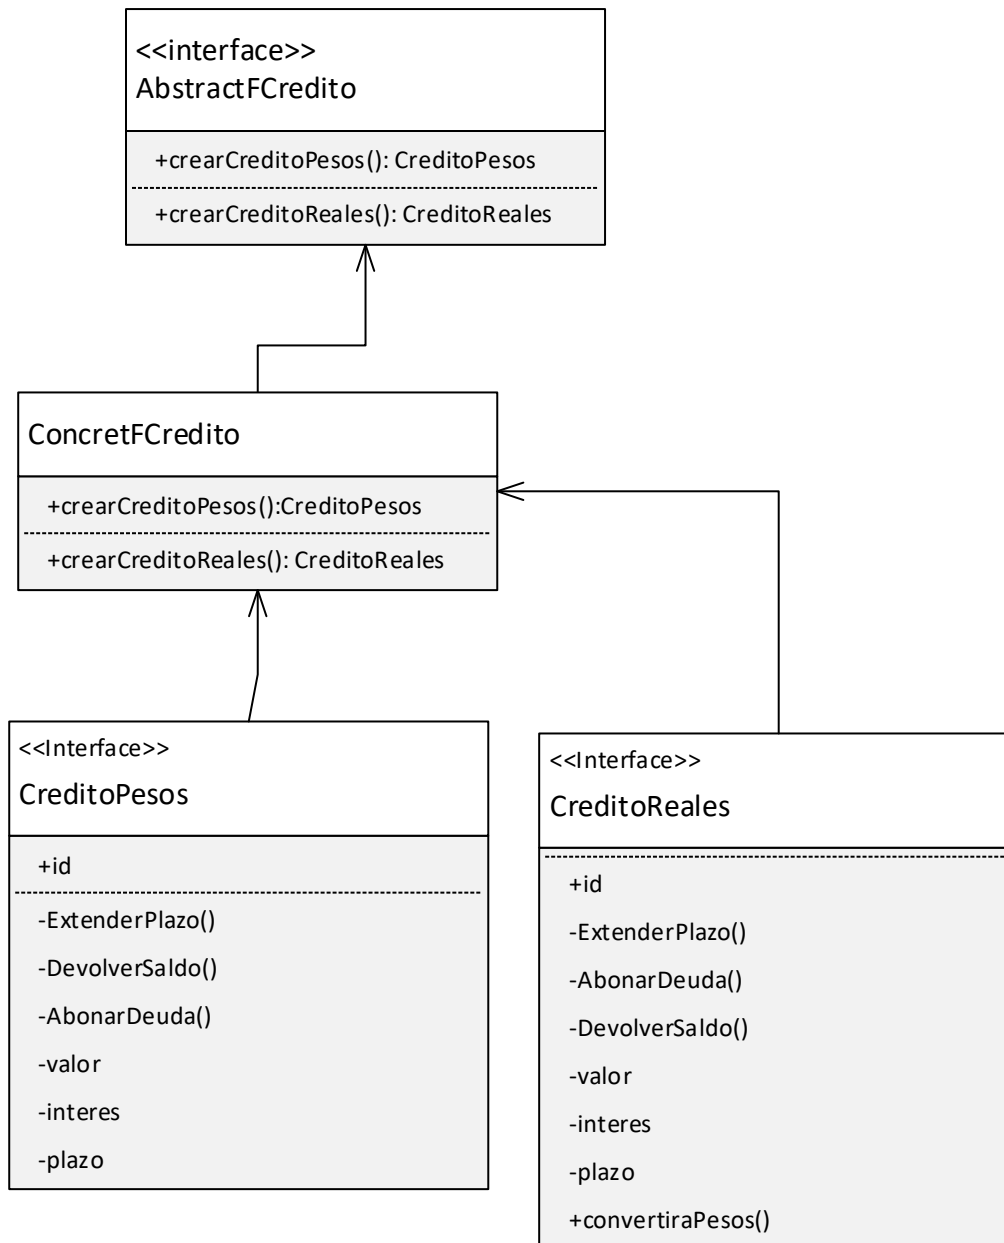 <<interface>>
AbstractFCredito
+crearCreditoPesos(): CreditoPesos
+crearCreditoReales(): CreditoReales
ConcretFCredito
+crearCreditoPesos():CreditoPesos
+crearCreditoReales(): CreditoReales
<<Interface>>
CreditoPesos
+id
-ExtenderPlazo()
-DevolverSaldo()
-AbonarDeuda()
-valor
-interes
-plazo
<<Interface>>
CreditoReales
+id
-ExtenderPlazo()
-AbonarDeuda()
-DevolverSaldo()
-valor
-interes
-plazo
+convertiraPesos()